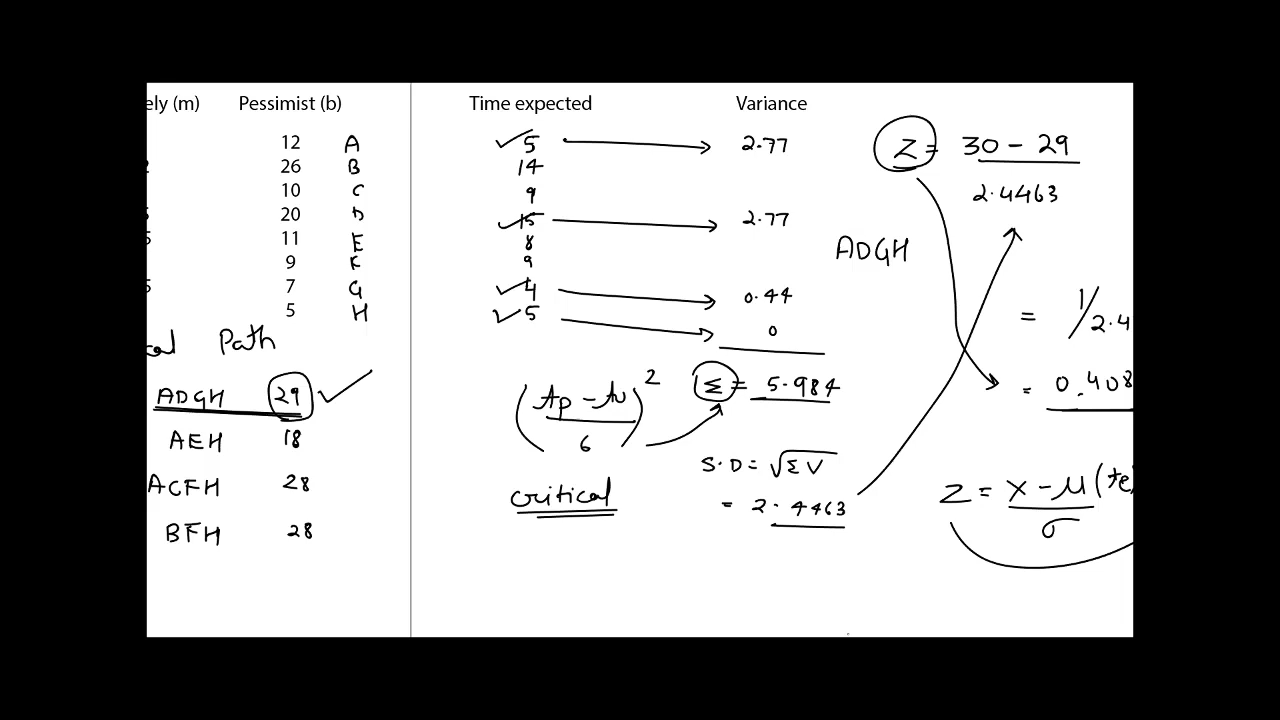 ely (m) Pessimist (b) Time expected Variance
12 A 5 2.77 Z = 30 - 29
2.4463
26 B 14
10 C 9
20 D 15 2.77
11 E 8 ADGH
9 F 9
7 G 4 0.44
5 H 5 0
= 1/2.4
cal Path
ADGH 29 (tp - to / 6)² Σ = 5.984 = 0.408
AEH 18
critical S.D = √ΣV
ACFH 28 = 2.4463 Z = X - μ (te) / σ
BFH 28